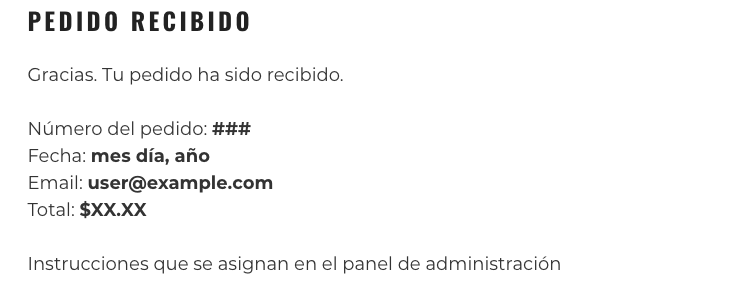 PEDIDO RECIBIDO
Gracias. Tu pedido ha sido recibido.
Número del pedido: ###
Fecha: mes día, año
Email: user@example.com
Total: $XX.XX
Instrucciones que se asignan en el panel de administración